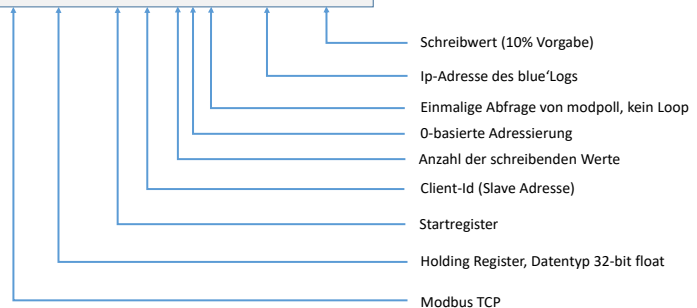 Schreibwert (10% Vorgabe)
Ip-Adresse des blue‘Logs
Einmalige Abfrage von modpoll, kein Loop
0-basierte Adressierung
Anzahl der schreibenden Werte
Client-Id (Slave Adresse)
Startregister
Holding Register, Datentyp 32-bit float
Modbus TCP